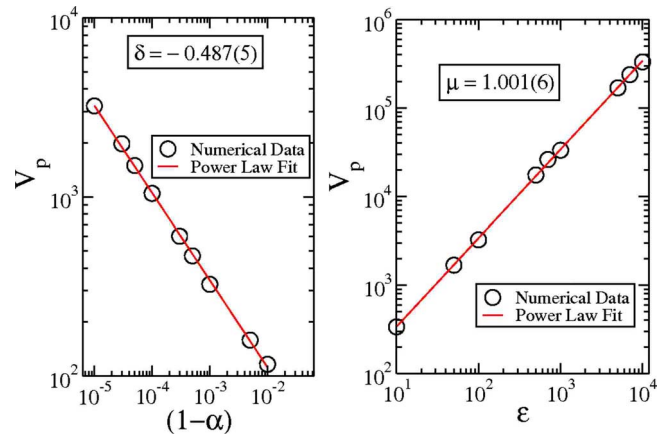 δ = − 0.487(5)
Numerical Data
Power Law Fit
V_p
10^4
10^3
10^2
10^-5
10^-4
10^-3
10^-2
(1-α)
μ = 1.001(6)
Numerical Data
Power Law Fit
V_p
10^6
10^5
10^4
10^3
10^2
10^1
10^2
10^3
10^4
ε